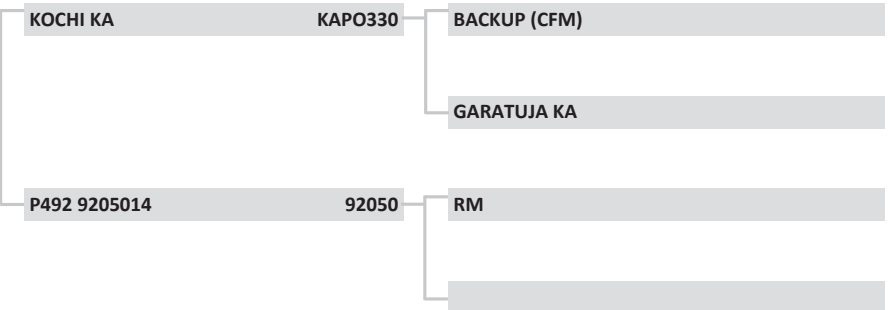 KOCHI KA KAPO330 BACKUP (CFM)
GARATUJA KA
P492 9205014 92050 RM